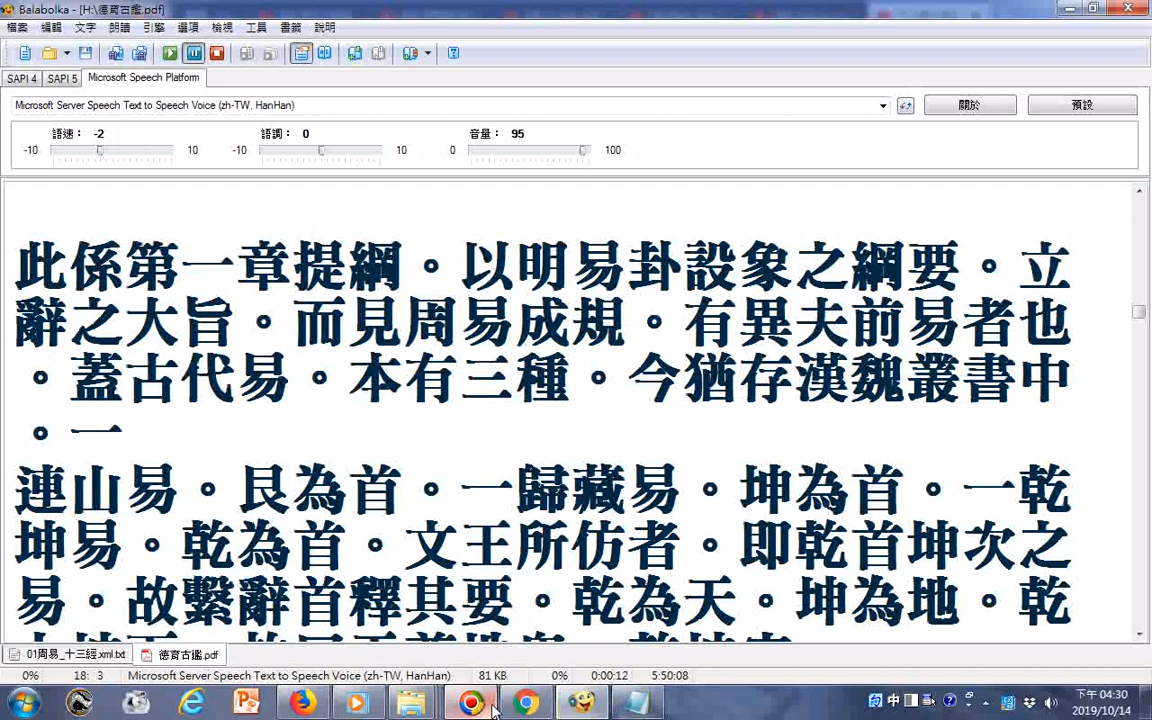 Balabolka - [H:\德育古鑑.pdf]
檔案 編輯 文字 朗讀 引擎 選項 檢視 工具 書籤 說明
SAPI 4 SAPI 5 Microsoft Speech Platform
Microsoft Server Speech Text to Speech Voice (zh-TW, HanHan) 關於 預設
語速： -2 語調： 0 音量： 95
-10 10 -10 10 0 100
此係第一章提綱。以明易卦設象之綱要。立
辭之大旨。而見周易成規。有異夫前易者也
。蓋古代易。本有三種。今猶存漢魏叢書中
。一
連山易。艮為首。一歸藏易。坤為首。一乾
坤易。乾為首。文王所仿者。即乾首坤次之
易。故繫辭首釋其要。乾為天。坤為地。乾
01周易_十三經.xml.txt 德育古鑑.pdf
0% 18: 3 Microsoft Server Speech Text to Speech Voice (zh-TW, HanHan) 81 KB 0% 0:00:12 5:50:08
中 下午 04:30
2019/10/14